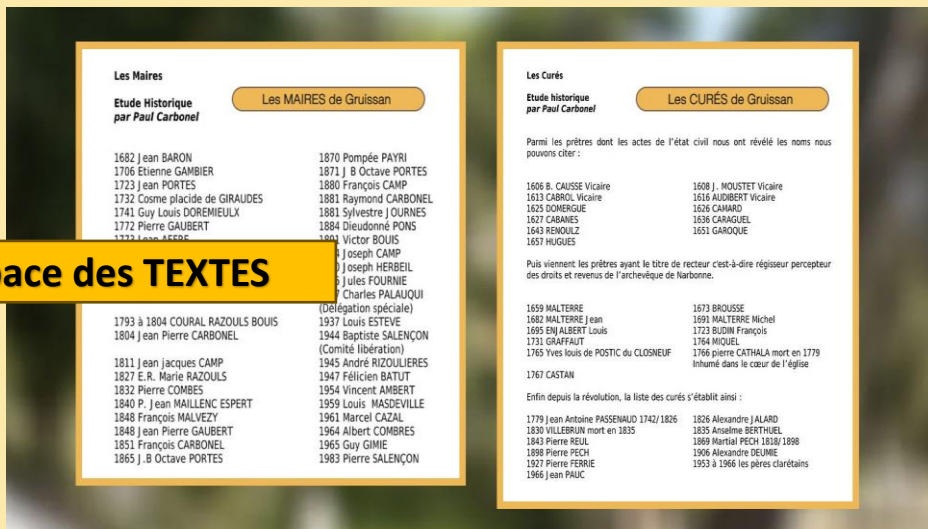 Les Maires
Etude Historique
par Paul Carbonel
Les MAIRES de Gruissan
1682 Jean BARON
1706 Etienne GAMBIER
1723 Jean PORTES
1732 Cosme placide de GIRAUDES
1741 Guy Louis DOREMIEULX
1772 Pierre GAUBERT
1773 Jean AFFRE
1793 à 1804 COURAL RAZOULS BOUIS
1804 Jean Pierre CARBONEL
1811 Jean jacques CAMP
1827 E.R. Marie RAZOULS
1832 Pierre COMBES
1840 P. Jean MAILLENC ESPERT
1848 François MALVEZY
1848 Jean Pierre GAUBERT
1851 François CARBONEL
1865 J.B Octave PORTES
1870 Pompée PAYRI
1871 J B Octave PORTES
1880 François CAMP
1881 Raymond CARBONEL
1881 Sylvestre JOURNES
1884 Dieudonné PONS
1891 Victor BOUIS
Joseph CAMP
Joseph HERBEIL
Jules FOURNIE
Charles PALAUQUI
(Délégation spéciale)
1937 Louis ESTEVE
1944 Baptiste SALENÇON
(Comité libération)
1945 André RIZOULIERES
1947 Félicien BATUT
1954 Vincent AMBERT
1959 Louis MASDEVILLE
1961 Marcel CAZAL
1964 Albert COMBRES
1965 Guy GIMIE
1983 Pierre SALENÇON
pace des TEXTES
Les Curés
Etude historique
par Paul Carbonel
Les CURÉS de Gruissan
Parmi les prêtres dont les actes de l'état civil nous ont révélé les noms nous
pouvons citer :
1606 B. CAUSSE Vicaire
1613 CABROL Vicaire
1625 DOMERGUE
1627 CABANES
1643 RENOULZ
1657 HUGUES
1608 J. MOUSTET Vicaire
1616 AUDIBERT Vicaire
1626 CAMARD
1636 CARAGUEL
1651 GAROQUE
Puis viennent les prêtres ayant le titre de recteur c'est-à-dire régisseur percepteur
des droits et revenus de l'archevêque de Narbonne.
1659 MALTERRE
1682 MALTERRE Jean
1695 ENJALBERT Louis
1731 GRAFFAUT
1765 Yves louis de POSTIC du CLOSNEUF
1767 CASTAN
1673 BROUSSE
1691 MALTERRE Michel
1723 BUDIN François
1764 MIQUEL
1766 pierre CATHALA mort en 1779
Inhumé dans le cœur de l'église
Enfin depuis la révolution, la liste des curés s'établit ainsi :
1779 Jean Antoine PASSENAUD 1742/1826
1830 VILLEBRUN mort en 1835
1843 Pierre REUL
1898 Pierre PECH
1927 Pierre FERRIE
1966 Jean PAUC
1826 Alexandre JALARD
1835 Anselme BERTHUEL
1869 Martial PECH 1818/1898
1906 Alexandre DEUMIE
1953 à 1966 les pères clarétains